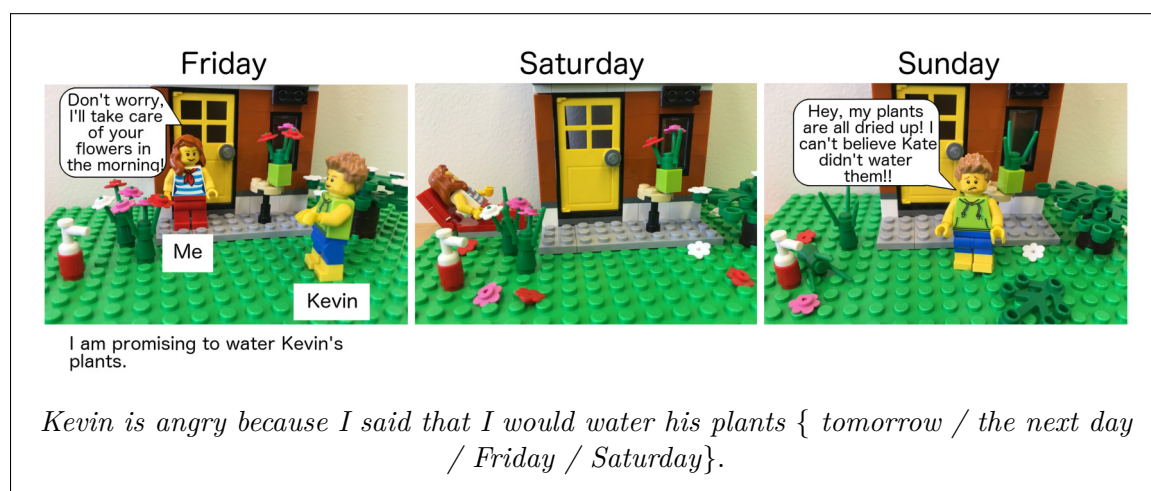 Friday
Saturday
Sunday
Don't worry,
I'll take care
of your
flowers in
the morning!
Me
Kevin
Hey, my plants
are all dried up! I
can't believe Kate
didn't water
them!!
I am promising to water Kevin's
plants.
Kevin is angry because I said that I would water his plants { tomorrow / the next day
/ Friday / Saturday}.